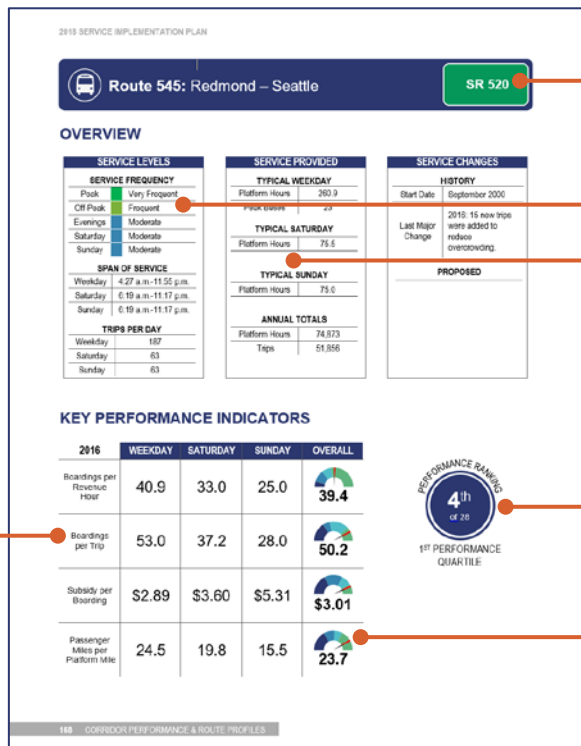 2018 SERVICE IMPLEMENTATION PLAN
Route 545: Redmond – Seattle
SR 520
OVERVIEW
SERVICE LEVELS
SERVICE FREQUENCY
Peak Very Frequent
Off Peak Frequent
Evenings Moderate
Saturday Moderate
Sunday Moderate
SPAN OF SERVICE
Weekday 4:27 a.m.-11:55 p.m.
Saturday 6:19 a.m.-11:17 p.m.
Sunday 6:19 a.m.-11:17 p.m.
TRIPS PER DAY
Weekday 187
Saturday 63
Sunday 63
SERVICE PROVIDED
TYPICAL WEEKDAY
Platform Hours 260.9
Peak Buses 23
TYPICAL SATURDAY
Platform Hours 75.6
TYPICAL SUNDAY
Platform Hours 75.0
ANNUAL TOTALS
Platform Hours 74,873
Trips 51,856
SERVICE CHANGES
HISTORY
Start Date September 2000
Last Major Change
2016: 15 new trips
were added to
reduce
overcrowding.
PROPOSED
KEY PERFORMANCE INDICATORS
2016 WEEKDAY SATURDAY SUNDAY OVERALL
Boardings per
Revenue
Hour
40.9 33.0 25.0 39.4
Boardings
per Trip
53.0 37.2 28.0 50.2
Subsidy per
Boarding
$2.89 $3.60 $5.31 $3.01
Passenger
Miles per
Platform Mile
24.5 19.8 15.5 23.7
PERFORMANCE RANKING
4th
of 28
1ST PERFORMANCE
QUARTILE
168 CORRIDOR PERFORMANCE & ROUTE PROFILES